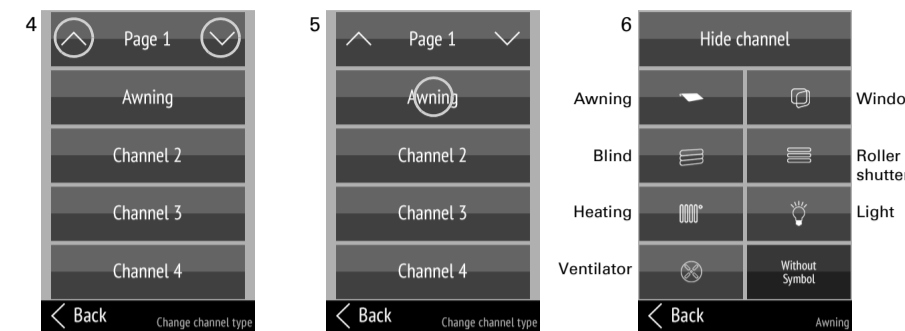 4
Page 1
Awning
Channel 2
Channel 3
Channel 4
Back
Change channel type
5
Page 1
Awning
Channel 2
Channel 3
Channel 4
Back
Change channel type
6
Hide channel
Awning
Blind
Roller
Heating
Light
Ventilator
Without
Symbol
Back
Awning